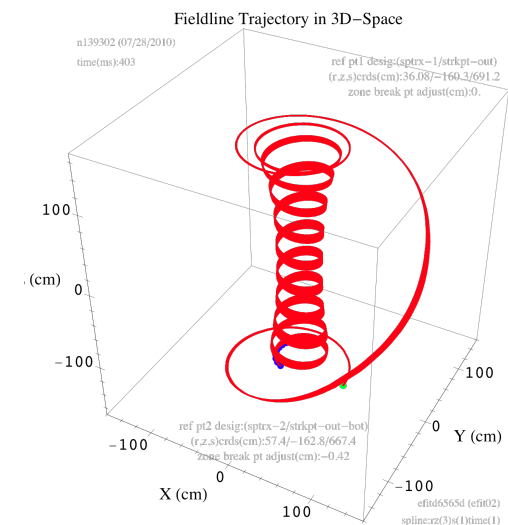 Fieldline Trajectory in 3D-Space
n139302 (07/28/2010)
time(ms):403
ref pt1 desig:(sptrx-1/strkpt-out)
(r,z,s)crds(cm):36.08/-160.3/691.2
zone break pt adjust(cm):0.
100
(cm)
0
-100
ref pt2 desig:(sptrx-2/strkpt-out-bot)
(r,z,s)crds(cm):57.4/-162.8/667.4
zone break pt adjust(cm):-0.42
-100
0
100
X (cm)
100
0
-100
Y (cm)
efitd6565d (efit02)
spline:rz(3)s(1)time(1)